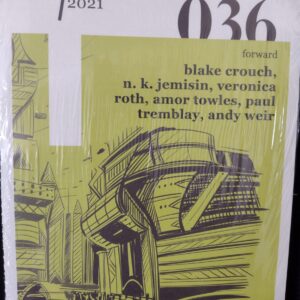 /2021
036
forward
blake crouch,
n. k. jemisin, veronica
roth, amor towles, paul
tremblay, andy weir